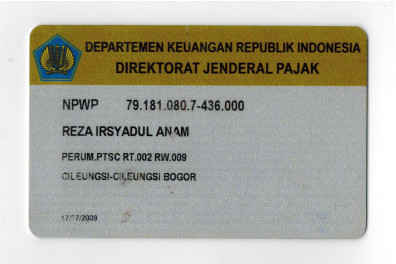 DEPARTEMEN KEUANGAN REPUBLIK INDONESIA
DIREKTORAT JENDERAL PAJAK
NPWP 79.181.080.7-436.000
REZA IRSYADUL ANAM
PERUM.PTSC RT.002 RW.009
CILEUNGSI-CILEUNGSI BOGOR
17/07/2009